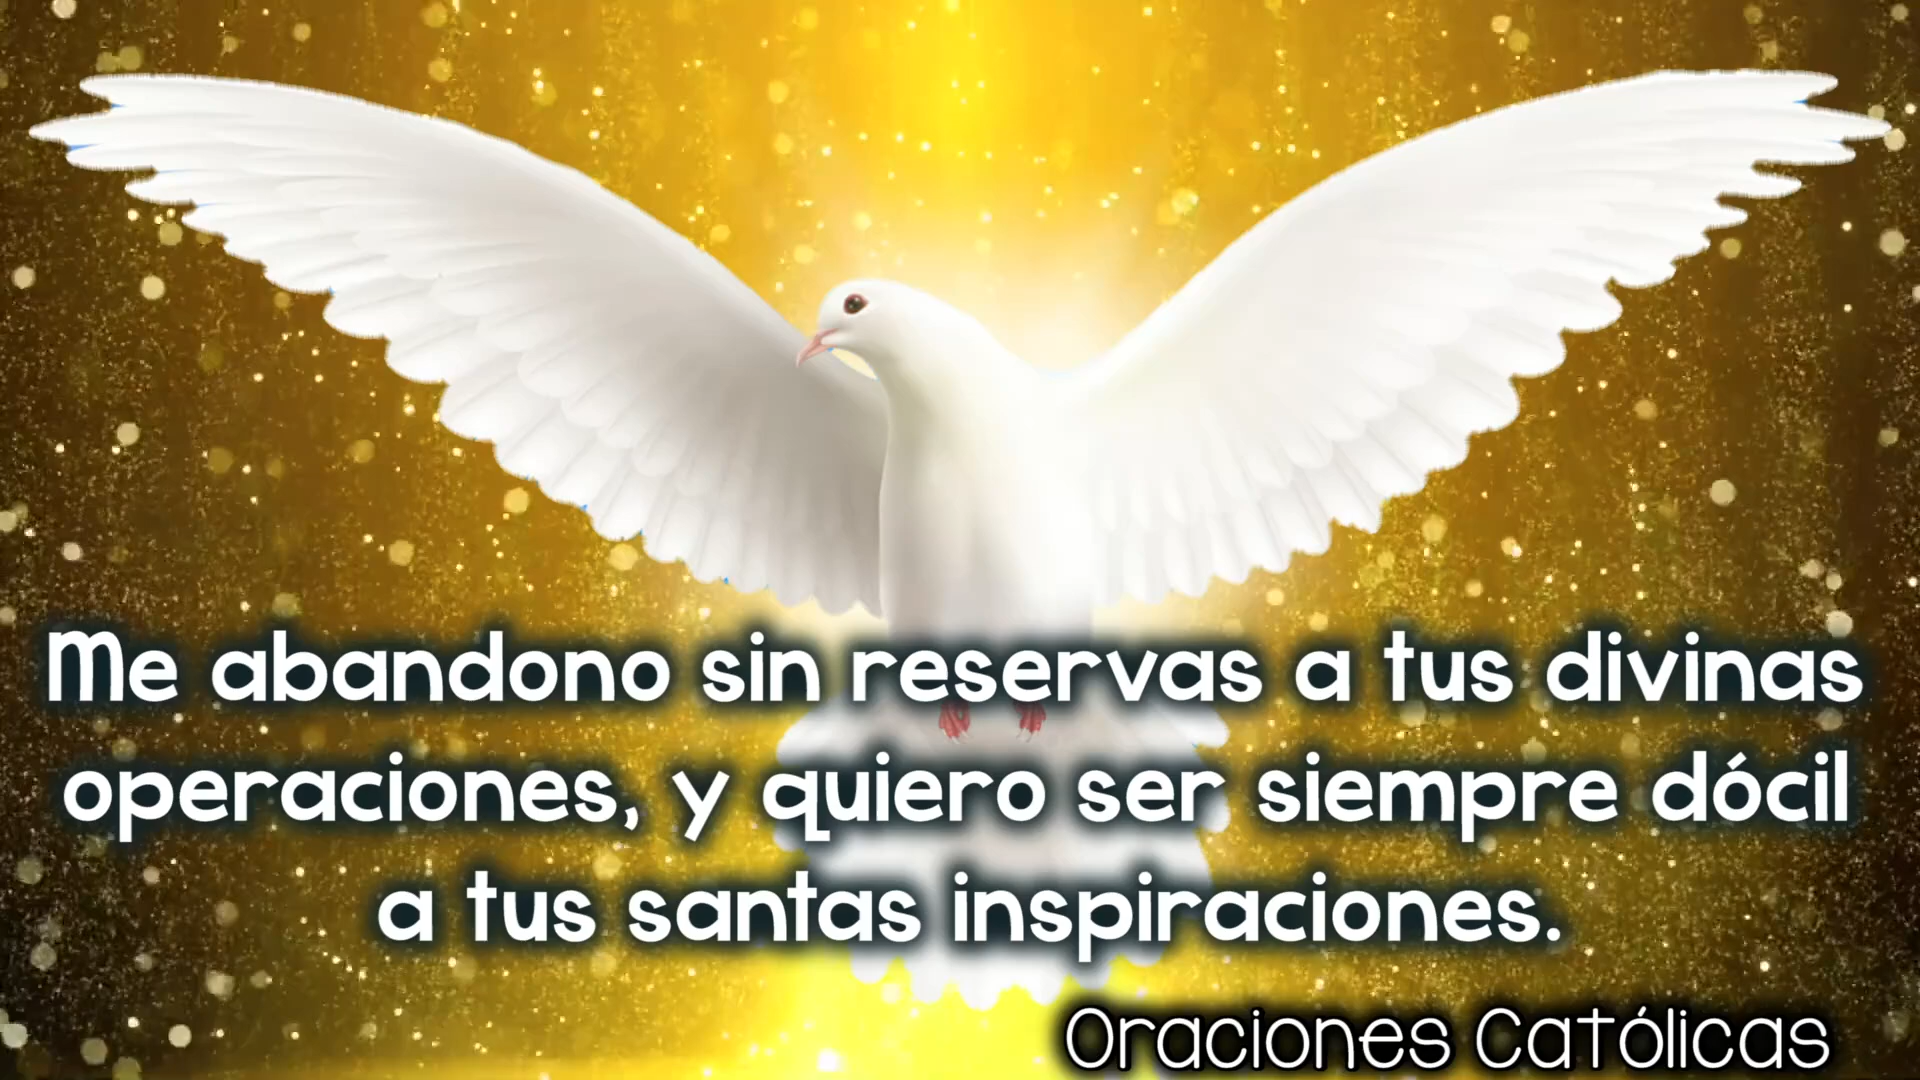 Me abandono sin reservas a tus divinas
operaciones, y quiero ser siempre dócil
a tus santas inspiraciones.
Oraciones Católicas